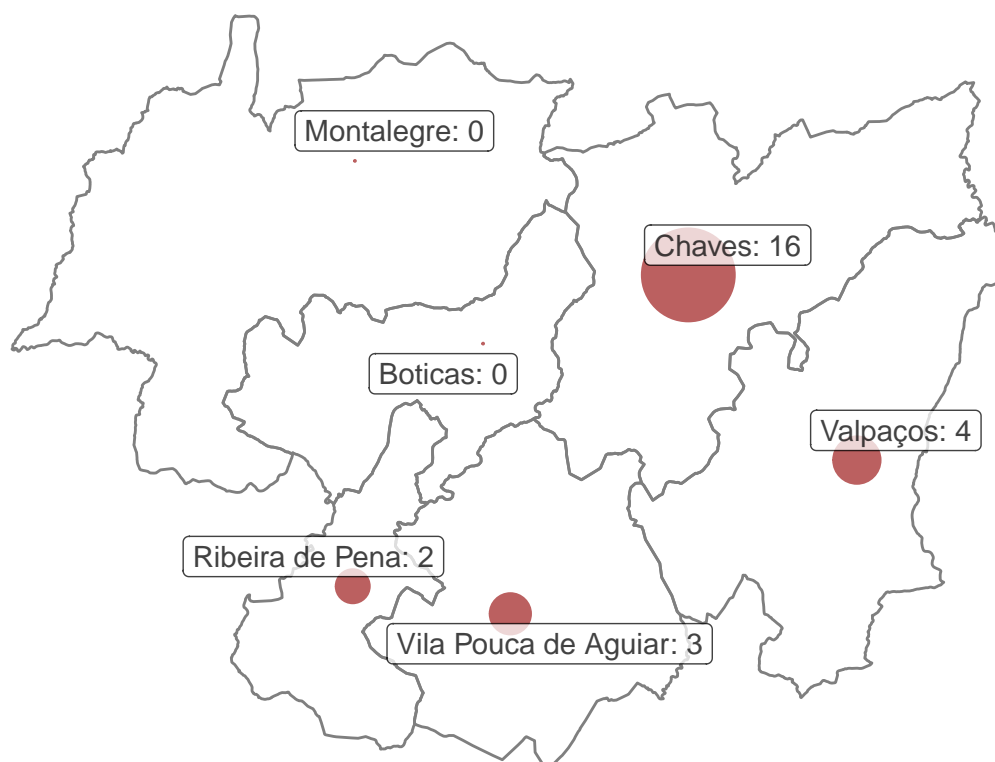 Montalegre: 0
Chaves: 16
Boticas: 0
Valpaços: 4
Ribeira de Pena: 2
Vila Pouca de Aguiar: 3